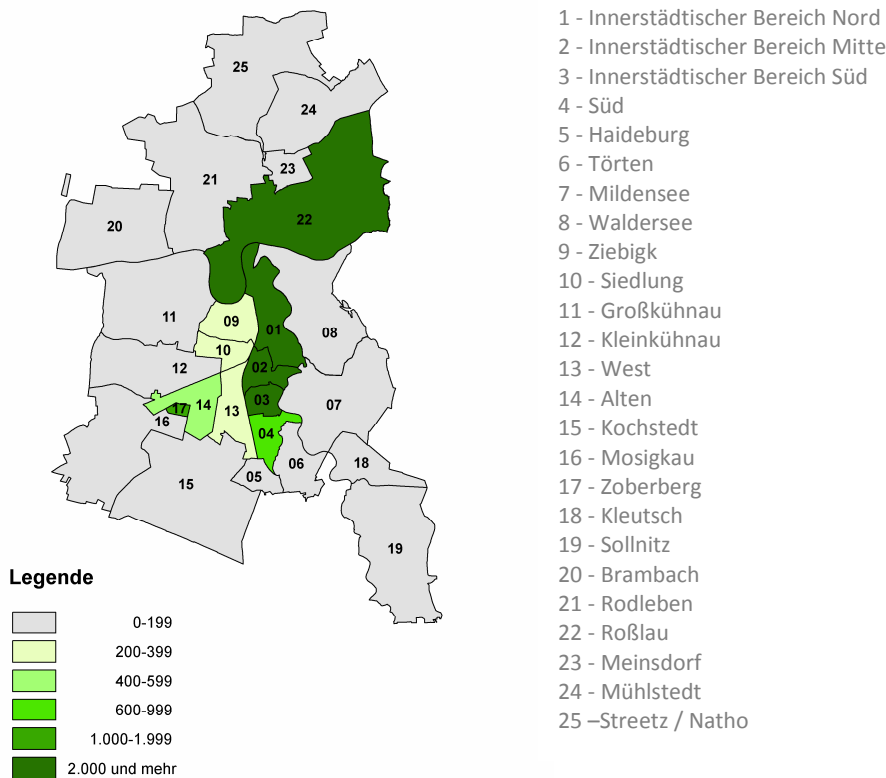 1 - Innerstädtischer Bereich Nord
2 - Innerstädtischer Bereich Mitte
3 - Innerstädtischer Bereich Süd
4 - Süd
5 - Haideburg
6 - Törten
7 - Mildensee
8 - Waldersee
9 - Ziebigk
10 - Siedlung
11 - Großkühnau
12 - Kleinkühnau
13 - West
14 - Alten
15 - Kochstedt
16 - Mosigkau
17 - Zoberberg
18 - Kleutsch
19 - Sollnitz
20 - Brambach
21 - Rodleben
22 - Roßlau
23 - Meinsdorf
24 - Mühlstedt
25 –Streetz / Natho
25
24
23
21
22
20
11
09
01
08
10
02
12
03
14
17
13
07
16
04
06
18
05
15
19
Legende
0-199
200-399
400-599
600-999
1.000-1.999
2.000 und mehr